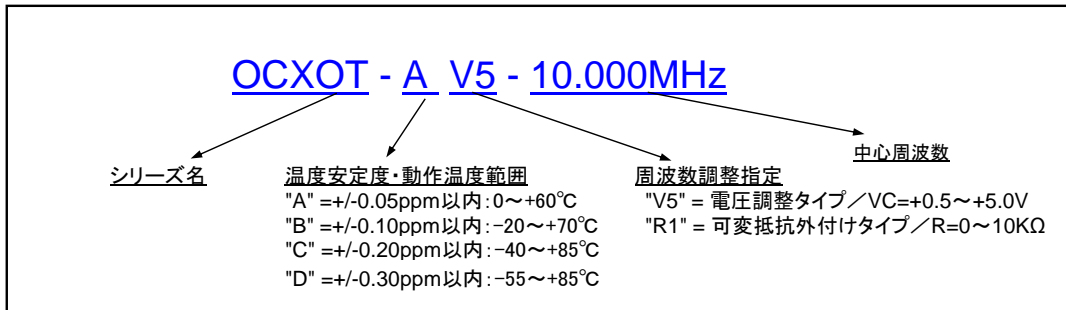 OCXOT - A V5 - 10.000MHz
中心周波数
シリーズ名 温度安定度・動作温度範囲 周波数調整指定
"A" =+/-0.05ppm以内:0～+60℃ "V5" = 電圧調整タイプ／VC=+0.5～+5.0V
"B" =+/-0.10ppm以内:-20～+70℃ "R1" = 可変抵抗外付けタイプ／R=0～10KΩ
"C" =+/-0.20ppm以内:-40～+85℃
"D" =+/-0.30ppm以内:-55～+85℃